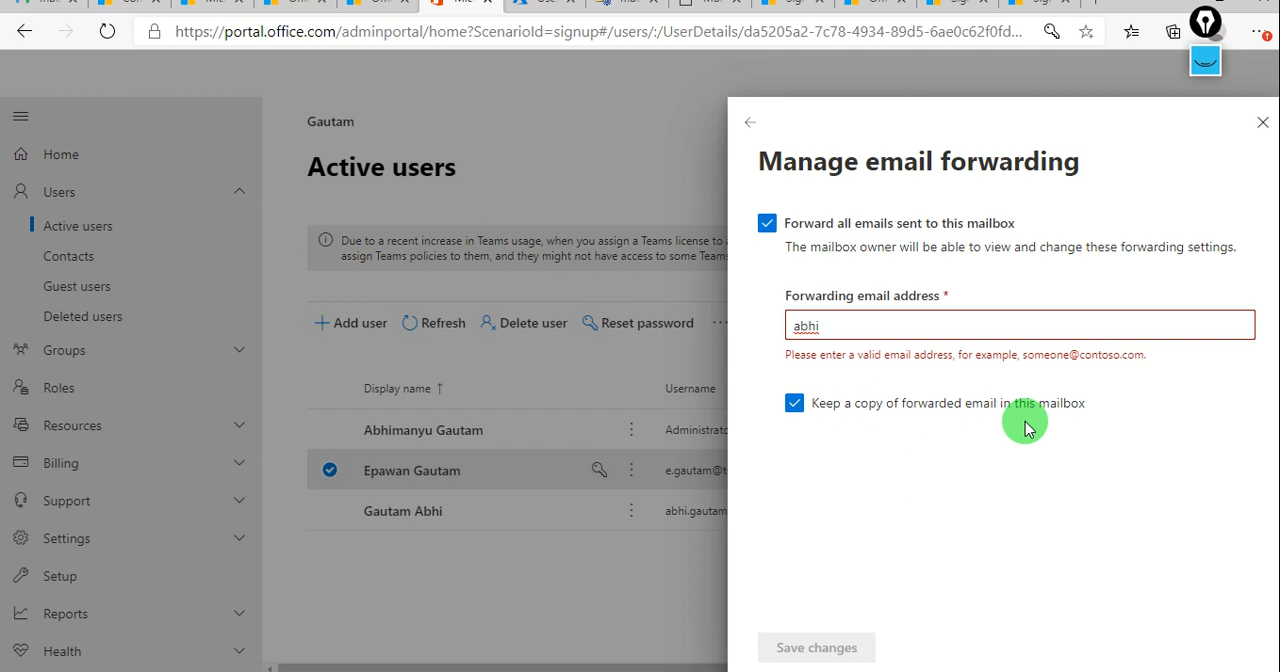 https://portal.office.com/adminportal/home?ScenarioId=signup#/users/:/UserDetails/da5205a2-7c78-4934-89d5-6ae0c62f0fd...
Gautam
Manage email forwarding
Home
Active users
Users
Forward all emails sent to this mailbox
Active users
Due to a recent increase in Teams usage, when you assign a Teams license to
The mailbox owner will be able to view and change these forwarding settings.
Contacts
assign Teams policies to them, and they might not have access to some Teams
Guest users
Forwarding email address *
Deleted users
Add user
Refresh
Delete user
Reset password
abhi
Groups
Please enter a valid email address, for example, someone@contoso.com.
Roles
Display name ↑
Username
Keep a copy of forwarded email in this mailbox
Resources
Abhimanyu Gautam
Administrato
Billing
Epawan Gautam
e.gautam@t
Support
Gautam Abhi
abhi.gautam
Settings
Setup
Reports
Health
Save changes